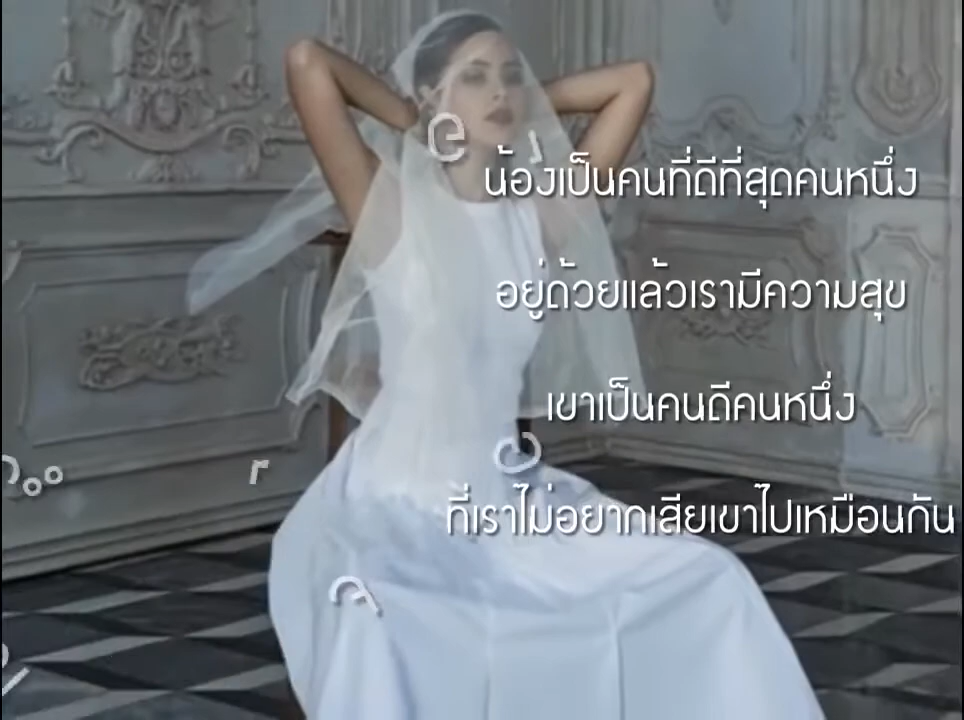 น้องเป็นคนที่ดีที่สุดคนหนึ่ง
อยู่ด้วยแล้วเรามีความสุข
เขาเป็นคนดีคนหนึ่ง
ที่เราไม่อยากเสียเขาไปเหมือนกัน